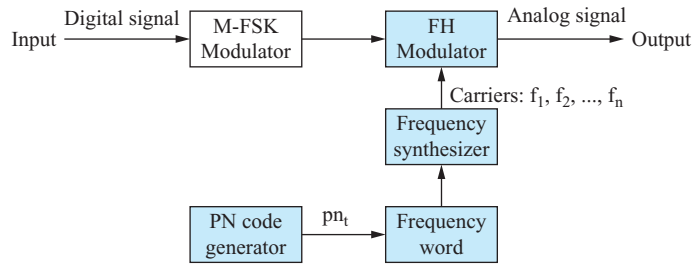 Input
Digital signal
M-FSK
Modulator
FH
Modulator
Analog signal
Output
Carriers: f₁, f₂, ..., fₙ
Frequency
synthesizer
PN code
generator
pnₜ
Frequency
word